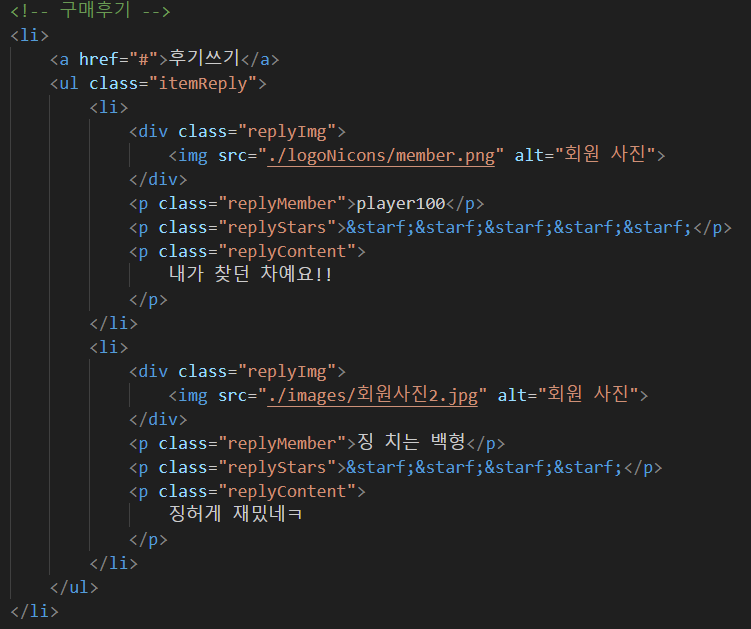 <!-- 구매후기 -->
<li>
<a href="#">후기쓰기</a>
<ul class="itemReply">
<li>
<div class="replyImg">
<img src="./logoNicons/member.png" alt="회원 사진">
</div>
<p class="replyMember">player100</p>
<p class="replyStars">&starf;&starf;&starf;&starf;&starf;</p>
<p class="replyContent">
내가 찾던 차예요!!
</p>
</li>
<li>
<div class="replyImg">
<img src="./images/회원사진2.jpg" alt="회원 사진">
</div>
<p class="replyMember">징 치는 백형</p>
<p class="replyStars">&starf;&starf;&starf;&starf;</p>
<p class="replyContent">
징허게 재밌네ㅋ
</p>
</li>
</ul>
</li>